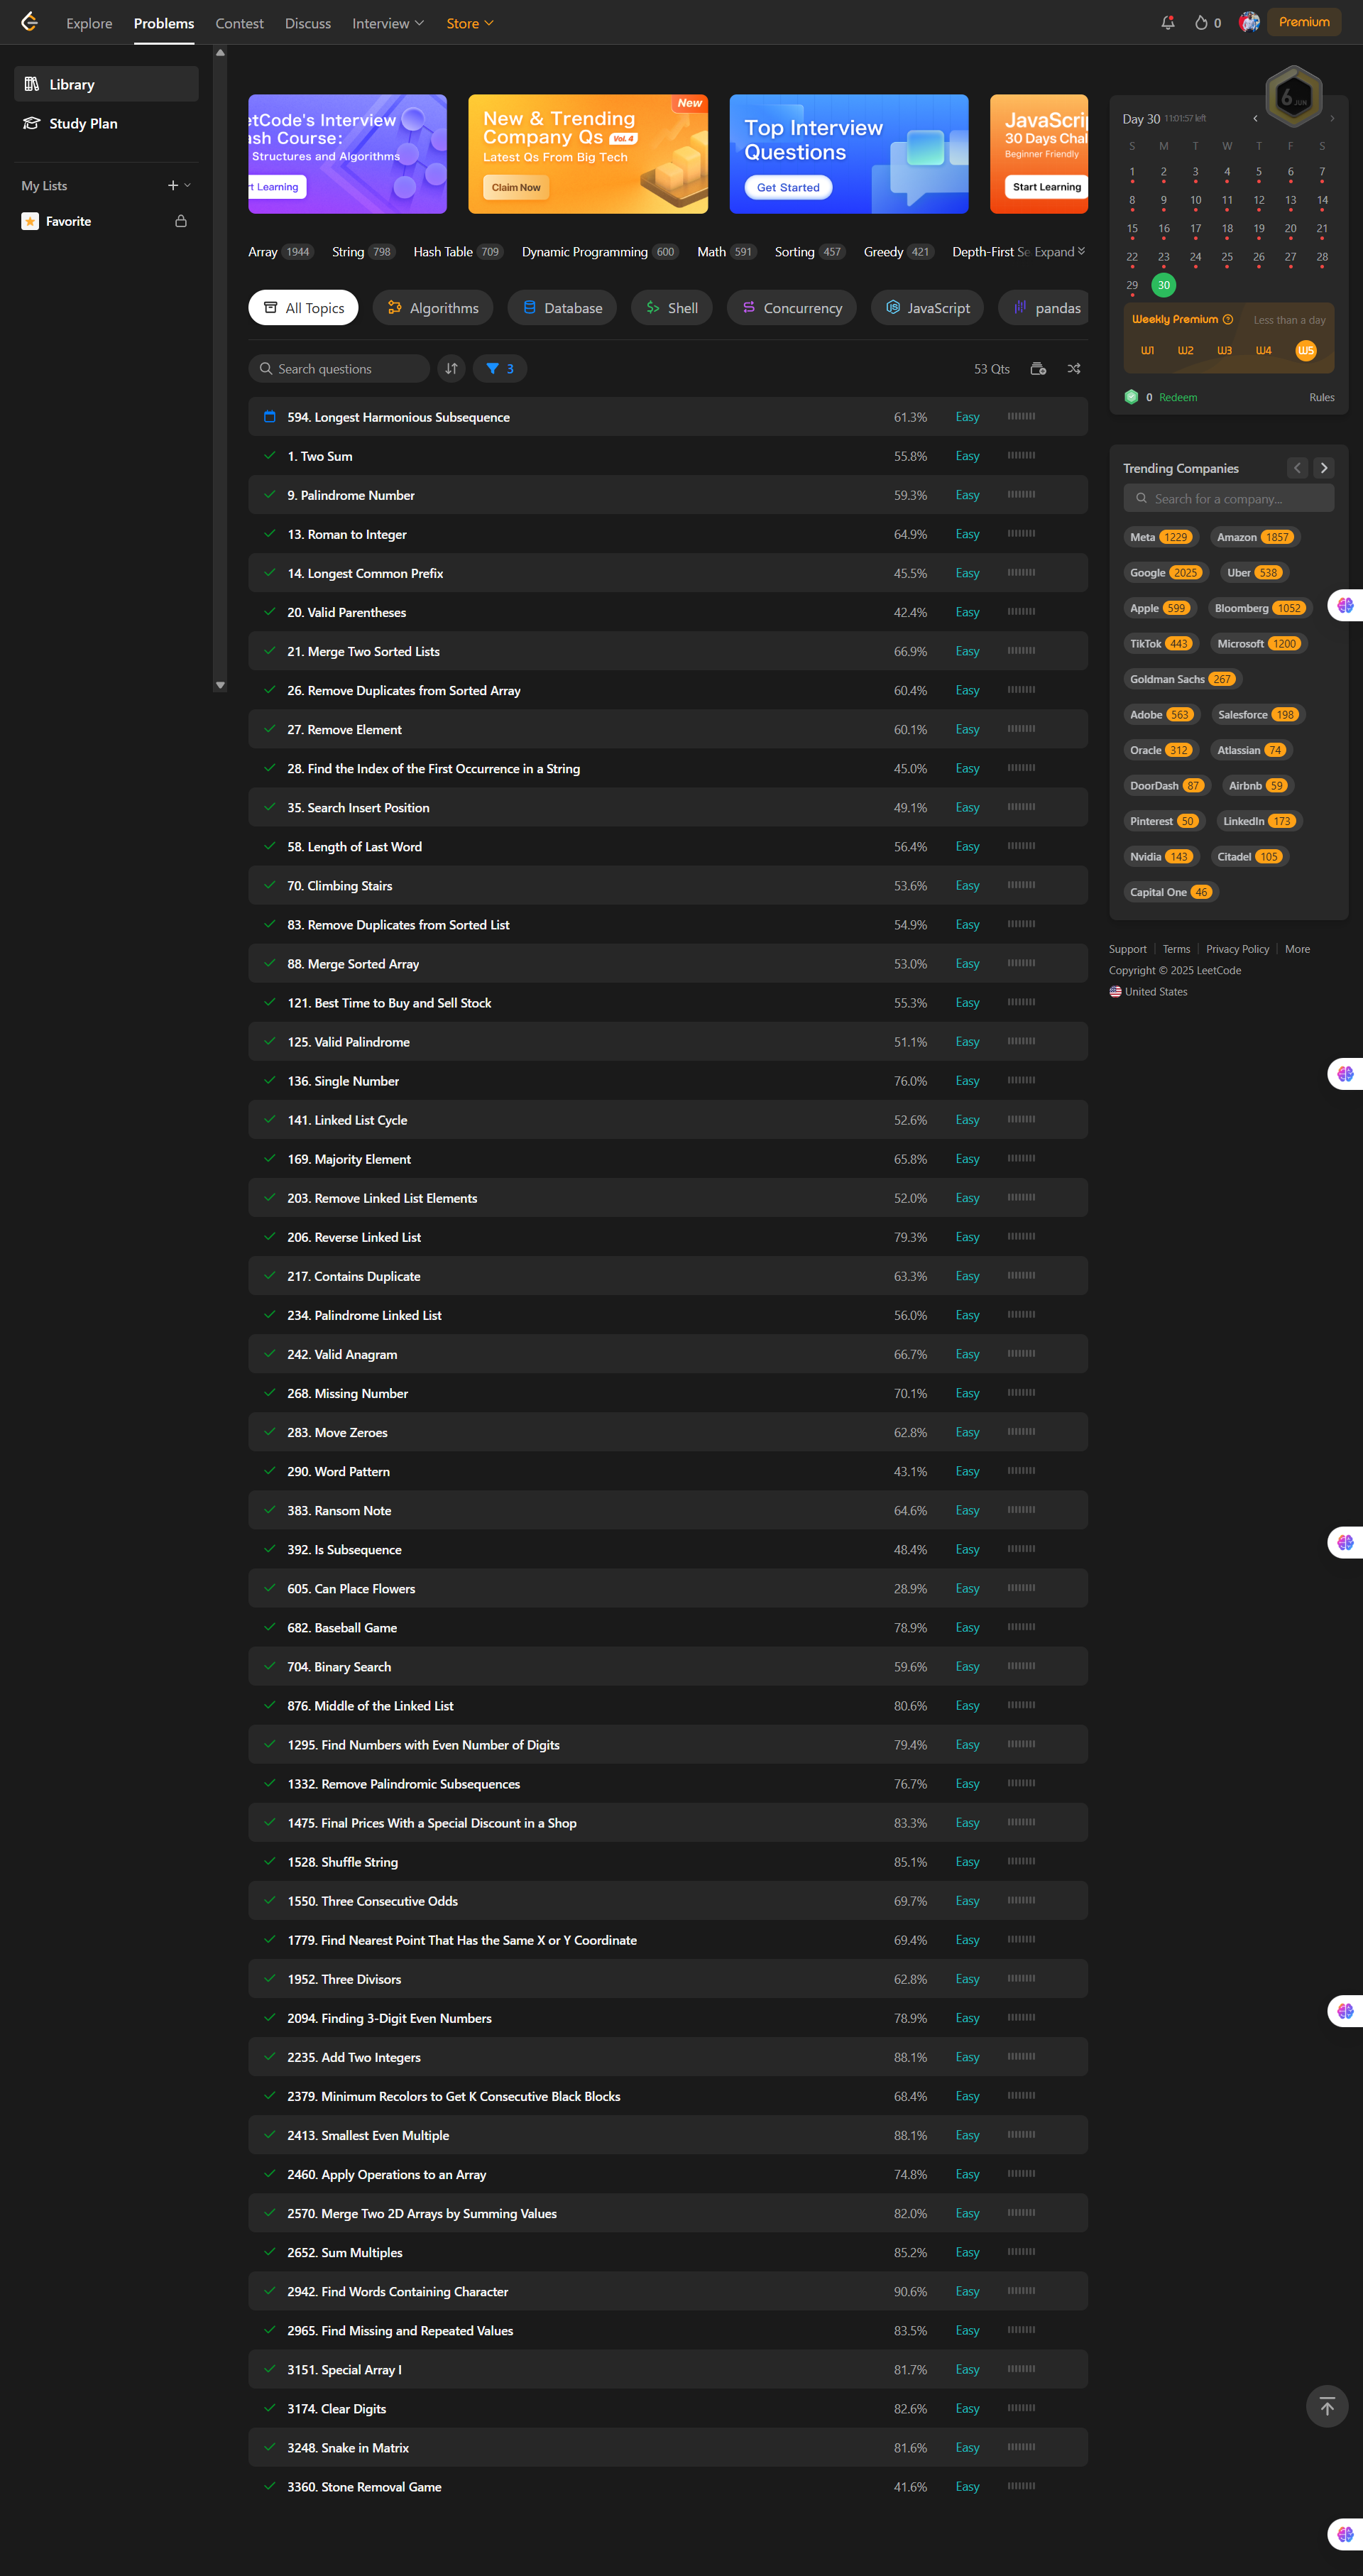 Explore Problems Contest Discuss Interview Store 0 Premium
Library
Study Plan
My Lists
Favorite
etCode's Interview
ash Course:
Structures and Algorithms
rt Learning
New
New & Trending
Company Qs Vol. 4
Latest Qs From Big Tech
Claim Now
Top Interview
Questions
Get Started
JavaScri
30 Days Chal
Beginner Friendly
Start Learning
Array 1944 String 798 Hash Table 709 Dynamic Programming 600 Math 591 Sorting 457 Greedy 421 Depth-First Se Expand
All Topics Algorithms Database Shell Concurrency JavaScript pandas
Search questions 3 53 Qts
594. Longest Harmonious Subsequence 61.3% Easy
1. Two Sum 55.8% Easy
9. Palindrome Number 59.3% Easy
13. Roman to Integer 64.9% Easy
14. Longest Common Prefix 45.5% Easy
20. Valid Parentheses 42.4% Easy
21. Merge Two Sorted Lists 66.9% Easy
26. Remove Duplicates from Sorted Array 60.4% Easy
27. Remove Element 60.1% Easy
28. Find the Index of the First Occurrence in a String 45.0% Easy
35. Search Insert Position 49.1% Easy
58. Length of Last Word 56.4% Easy
70. Climbing Stairs 53.6% Easy
83. Remove Duplicates from Sorted List 54.9% Easy
88. Merge Sorted Array 53.0% Easy
121. Best Time to Buy and Sell Stock 55.3% Easy
125. Valid Palindrome 51.1% Easy
136. Single Number 76.0% Easy
141. Linked List Cycle 52.6% Easy
169. Majority Element 65.8% Easy
203. Remove Linked List Elements 52.0% Easy
206. Reverse Linked List 79.3% Easy
217. Contains Duplicate 63.3% Easy
234. Palindrome Linked List 56.0% Easy
242. Valid Anagram 66.7% Easy
268. Missing Number 70.1% Easy
283. Move Zeroes 62.8% Easy
290. Word Pattern 43.1% Easy
383. Ransom Note 64.6% Easy
392. Is Subsequence 48.4% Easy
605. Can Place Flowers 28.9% Easy
682. Baseball Game 78.9% Easy
704. Binary Search 59.6% Easy
876. Middle of the Linked List 80.6% Easy
1295. Find Numbers with Even Number of Digits 79.4% Easy
1332. Remove Palindromic Subsequences 76.7% Easy
1475. Final Prices With a Special Discount in a Shop 83.3% Easy
1528. Shuffle String 85.1% Easy
1550. Three Consecutive Odds 69.7% Easy
1779. Find Nearest Point That Has the Same X or Y Coordinate 69.4% Easy
1952. Three Divisors 62.8% Easy
2094. Finding 3-Digit Even Numbers 78.9% Easy
2235. Add Two Integers 88.1% Easy
2379. Minimum Recolors to Get K Consecutive Black Blocks 68.4% Easy
2413. Smallest Even Multiple 88.1% Easy
2460. Apply Operations to an Array 74.8% Easy
2570. Merge Two 2D Arrays by Summing Values 82.0% Easy
2652. Sum Multiples 85.2% Easy
2942. Find Words Containing Character 90.6% Easy
2965. Find Missing and Repeated Values 83.5% Easy
3151. Special Array I 81.7% Easy
3174. Clear Digits 82.6% Easy
3248. Snake in Matrix 81.6% Easy
3360. Stone Removal Game 41.6% Easy
6 JUN
Day 30 11:01:57 left
S M T W T F S
1 2 3 4 5 6 7
8 9 10 11 12 13 14
15 16 17 18 19 20 21
22 23 24 25 26 27 28
29 30
Weekly Premium Less than a day
W1 W2 W3 W4 W5
0 Redeem Rules
Trending Companies
Search for a company...
Meta 1229 Amazon 1857
Google 2025 Uber 538
Apple 599 Bloomberg 1052
TikTok 443 Microsoft 1200
Goldman Sachs 267
Adobe 563 Salesforce 198
Oracle 312 Atlassian 74
DoorDash 87 Airbnb 59
Pinterest 50 LinkedIn 173
Nvidia 143 Citadel 105
Capital One 46
Support Terms Privacy Policy More
Copyright © 2025 LeetCode
United States